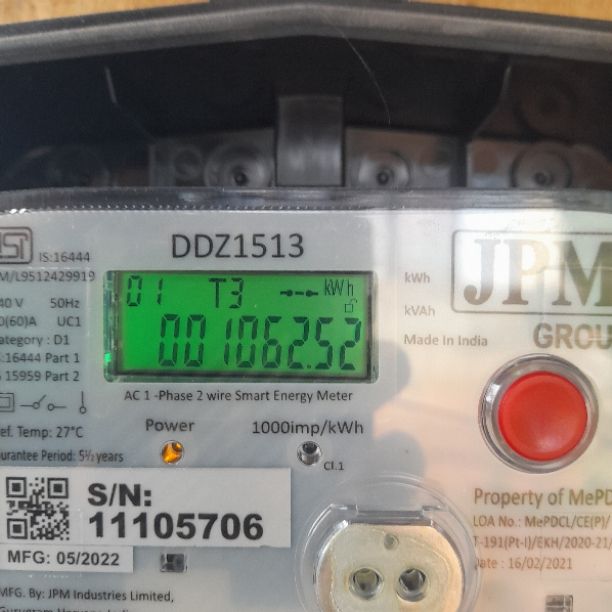 IS:16444
DDZ1513
JPM
GROU
M/L9512429919
40 V 50Hz
0(60)A UC1
ategory : D1
S:16444 Part 1
S 15959 Part 2
01 T3 kWh
001062.52
kWh
kVAh
Made In India
AC 1 -Phase 2 wire Smart Energy Meter
ef. Temp: 27°C
uarantee Period: 5½ years
Power
1000imp/kWh
Cl.1
S/N:
11105706
MFG: 05/2022
Property of MePD
LOA No.: MePDCL/CE(P)/
T-191(Pt-I)/EKH/2020-21/
Date : 16/02/2021
MFG. By: JPM Industries Limited,